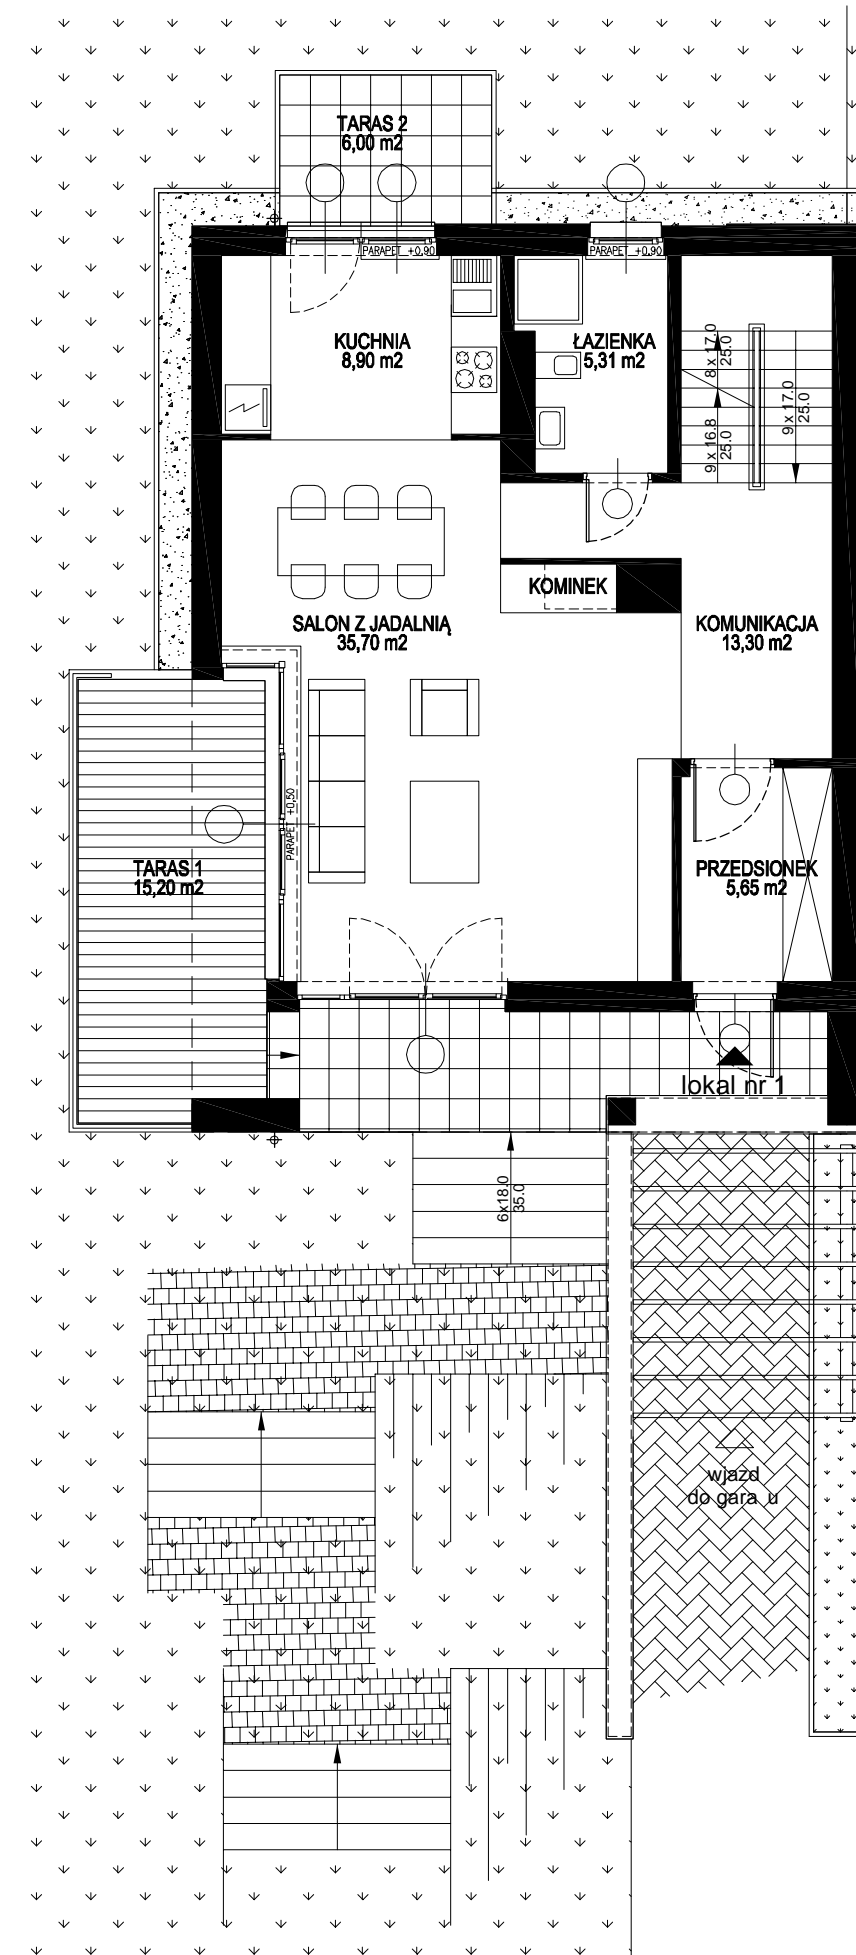 TARAS 2
6,00 m2
PARAPET +0,90
PARAPET +0,90
KUCHNIA
8,90 m2
ŁAZIENKA
5,31 m2
8 x 17.0
25.0
9 x 16.8
25.0
9 x 17.0
25.0
KOMINEK
SALON Z JADALNIĄ
35,70 m2
KOMUNIKACJA
13,30 m2
PARAPET +0,50
TARAS 1
15,20 m2
PRZEDSIONEK
5,65 m2
lokal nr 1
6x18.0
35.0
wjazd
do gara u